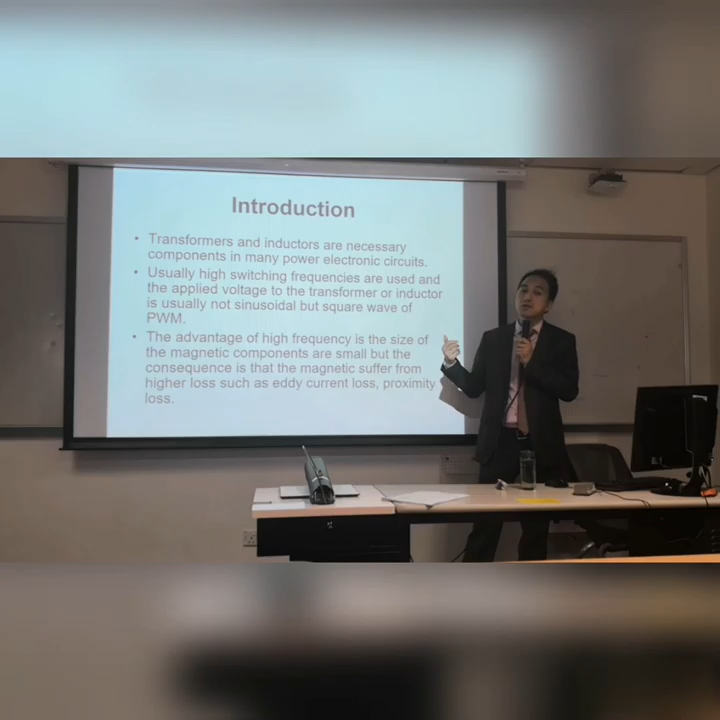 Introduction
• Transformers and inductors are necessary
components in many power electronic circuits.
• Usually high switching frequencies are used and
the applied voltage to the transformer or inductor
is usually not sinusoidal but square wave of
PWM.
• The advantage of high frequency is the size of
the magnetic components are small but the
consequence is that the magnetic suffer from
higher loss such as eddy current loss, proximity
loss.